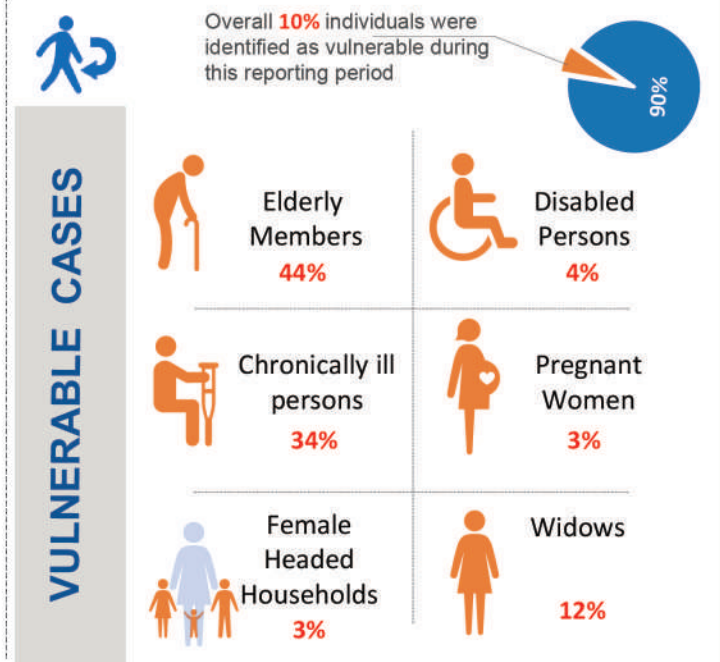 Overall 10% individuals were
identified as vulnerable during
this reporting period
90%
VULNERABLE CASES
Elderly
Members
44%
Disabled
Persons
4%
Chronically ill
persons
34%
Pregnant
Women
3%
Female
Headed
Households
3%
Widows
12%